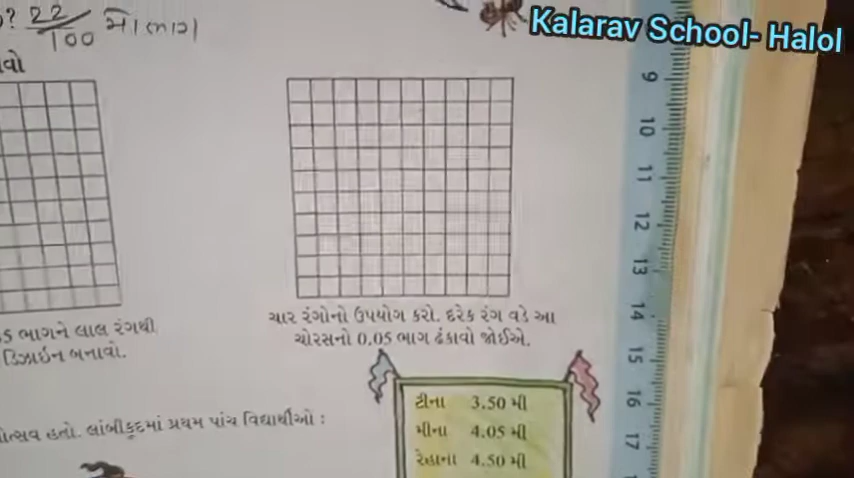 ? 22/100 મો ભાગ
Kalarav School- Halol
વો
ચાર રંગોનો ઉપયોગ કરો. દરેક રંગ વડે આ
ચોરસનો 0.05 ભાગ ઢંકાવો જોઈએ.
5 ભાગને લાલ રંગથી
ડિઝાઇન બનાવો.
ોત્સવ હતો. લાંબીકૂદમાં પ્રથમ પાંચ વિદ્યાર્થીઓ :
ટીના 3.50 મી
મીના 4.05 મી
રેહાના 4.50 મી
9
10
11
12
13
14
15
16
17